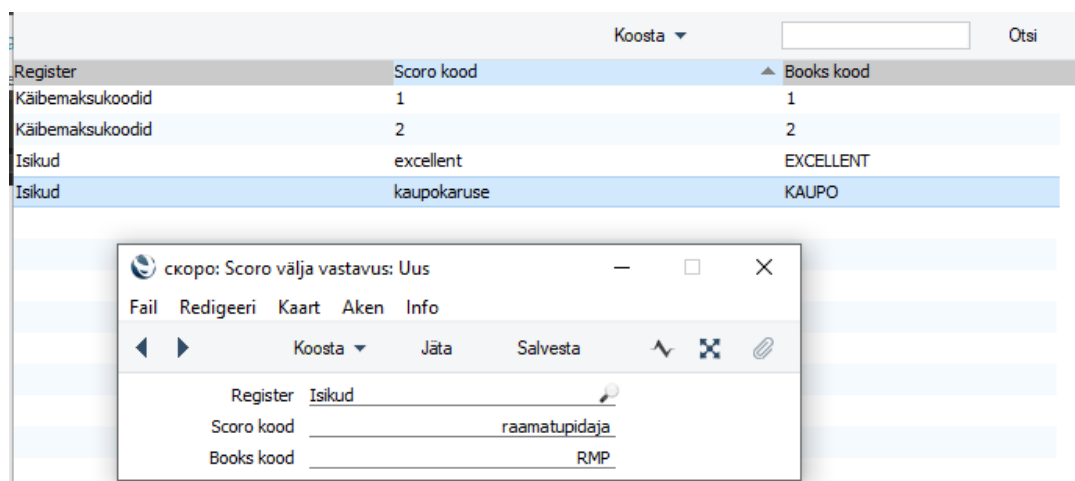 Koosta Otsi
Register Scoro kood Books kood
Käibemaksukoodid 1 1
Käibemaksukoodid 2 2
Isikud excellent EXCELLENT
Isikud kaupokaruse KAUPO
скоро: Scoro välja vastavus: Uus
Fail Redigeeri Kaart Aken Info
Koosta Jäta Salvesta
Register Isikud
Scoro kood raamatupidaja
Books kood RMP